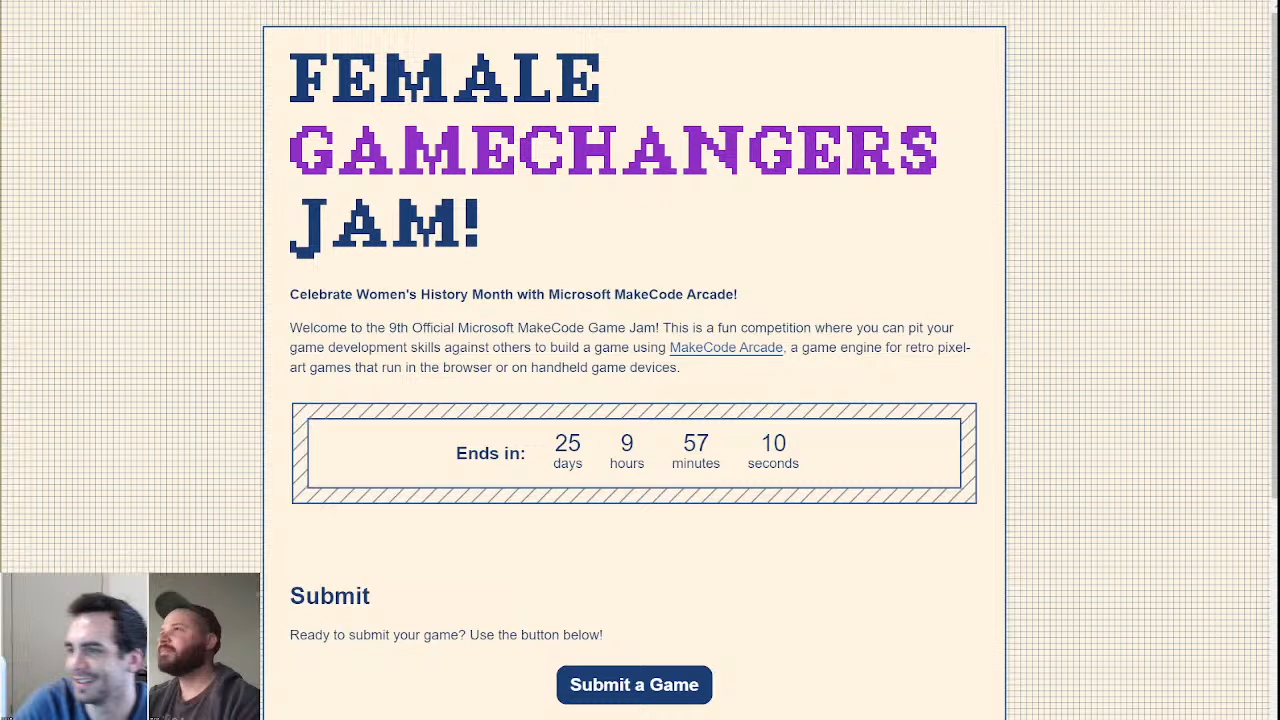 FEMALE
GAMECHANGERS
JAM!
Celebrate Women's History Month with Microsoft MakeCode Arcade!
Welcome to the 9th Official Microsoft MakeCode Game Jam! This is a fun competition where you can pit your
game development skills against others to build a game using MakeCode Arcade, a game engine for retro pixel-
art games that run in the browser or on handheld game devices.
Ends in: 25 9 57 10
days hours minutes seconds
Submit
Ready to submit your game? Use the button below!
Submit a Game